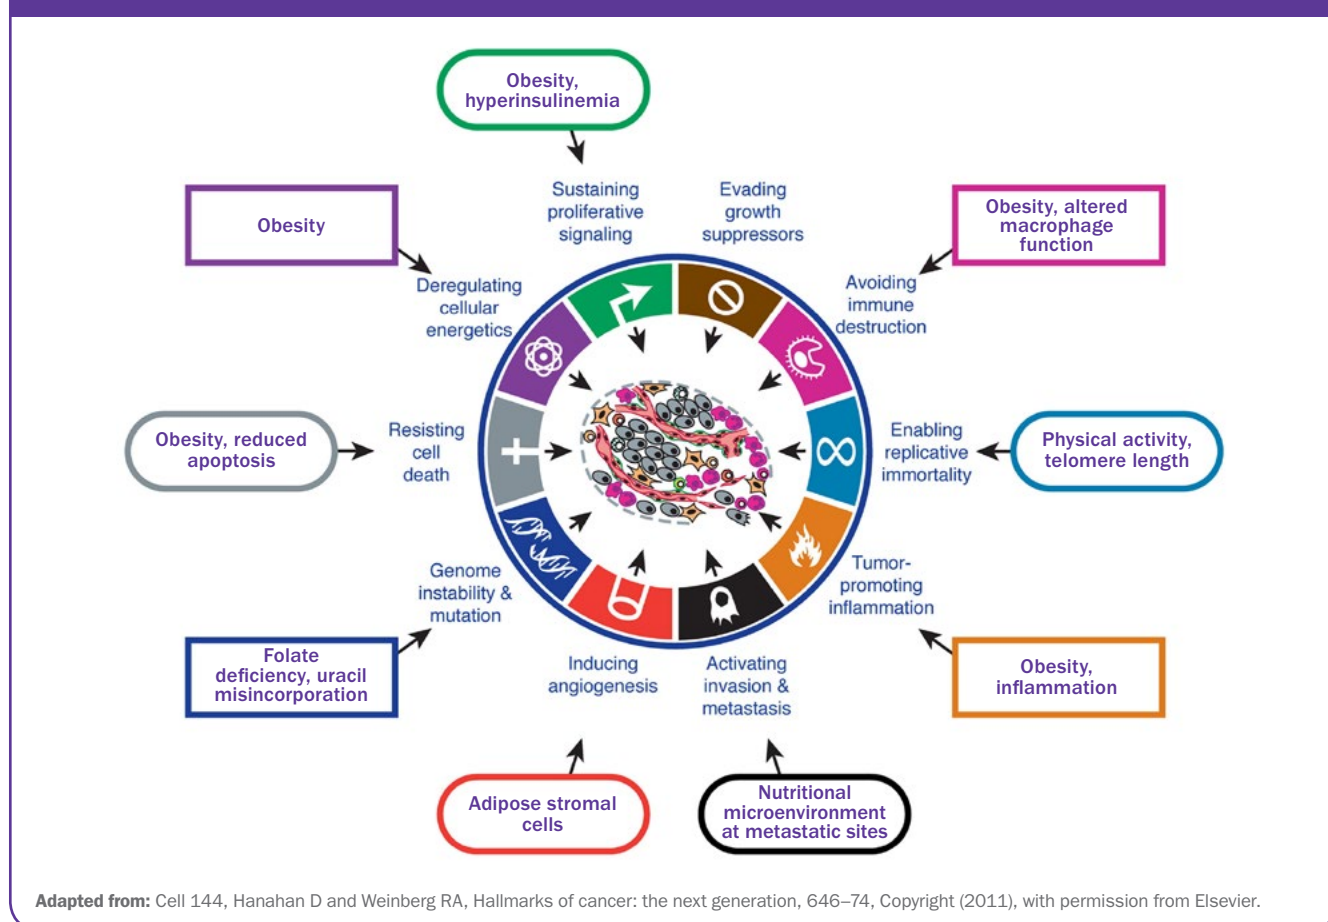 Obesity,
hyperinsulinemia
Sustaining
proliferative
signaling
Evading
growth
suppressors
Obesity
Obesity, altered
macrophage
function
Deregulating
cellular
energetics
Avoiding
immune
destruction
Obesity, reduced
apoptosis
Resisting
cell
death
Enabling
replicative
immortality
Physical activity,
telomere length
Genome
instability &
mutation
Tumor-
promoting
inflammation
Folate
deficiency, uracil
misincorporation
Inducing
angiogenesis
Activating
invasion &
metastasis
Obesity,
inflammation
Adipose stromal
cells
Nutritional
microenvironment
at metastatic sites
Adapted from: Cell 144, Hanahan D and Weinberg RA, Hallmarks of cancer: the next generation, 646–74, Copyright (2011), with permission from Elsevier.